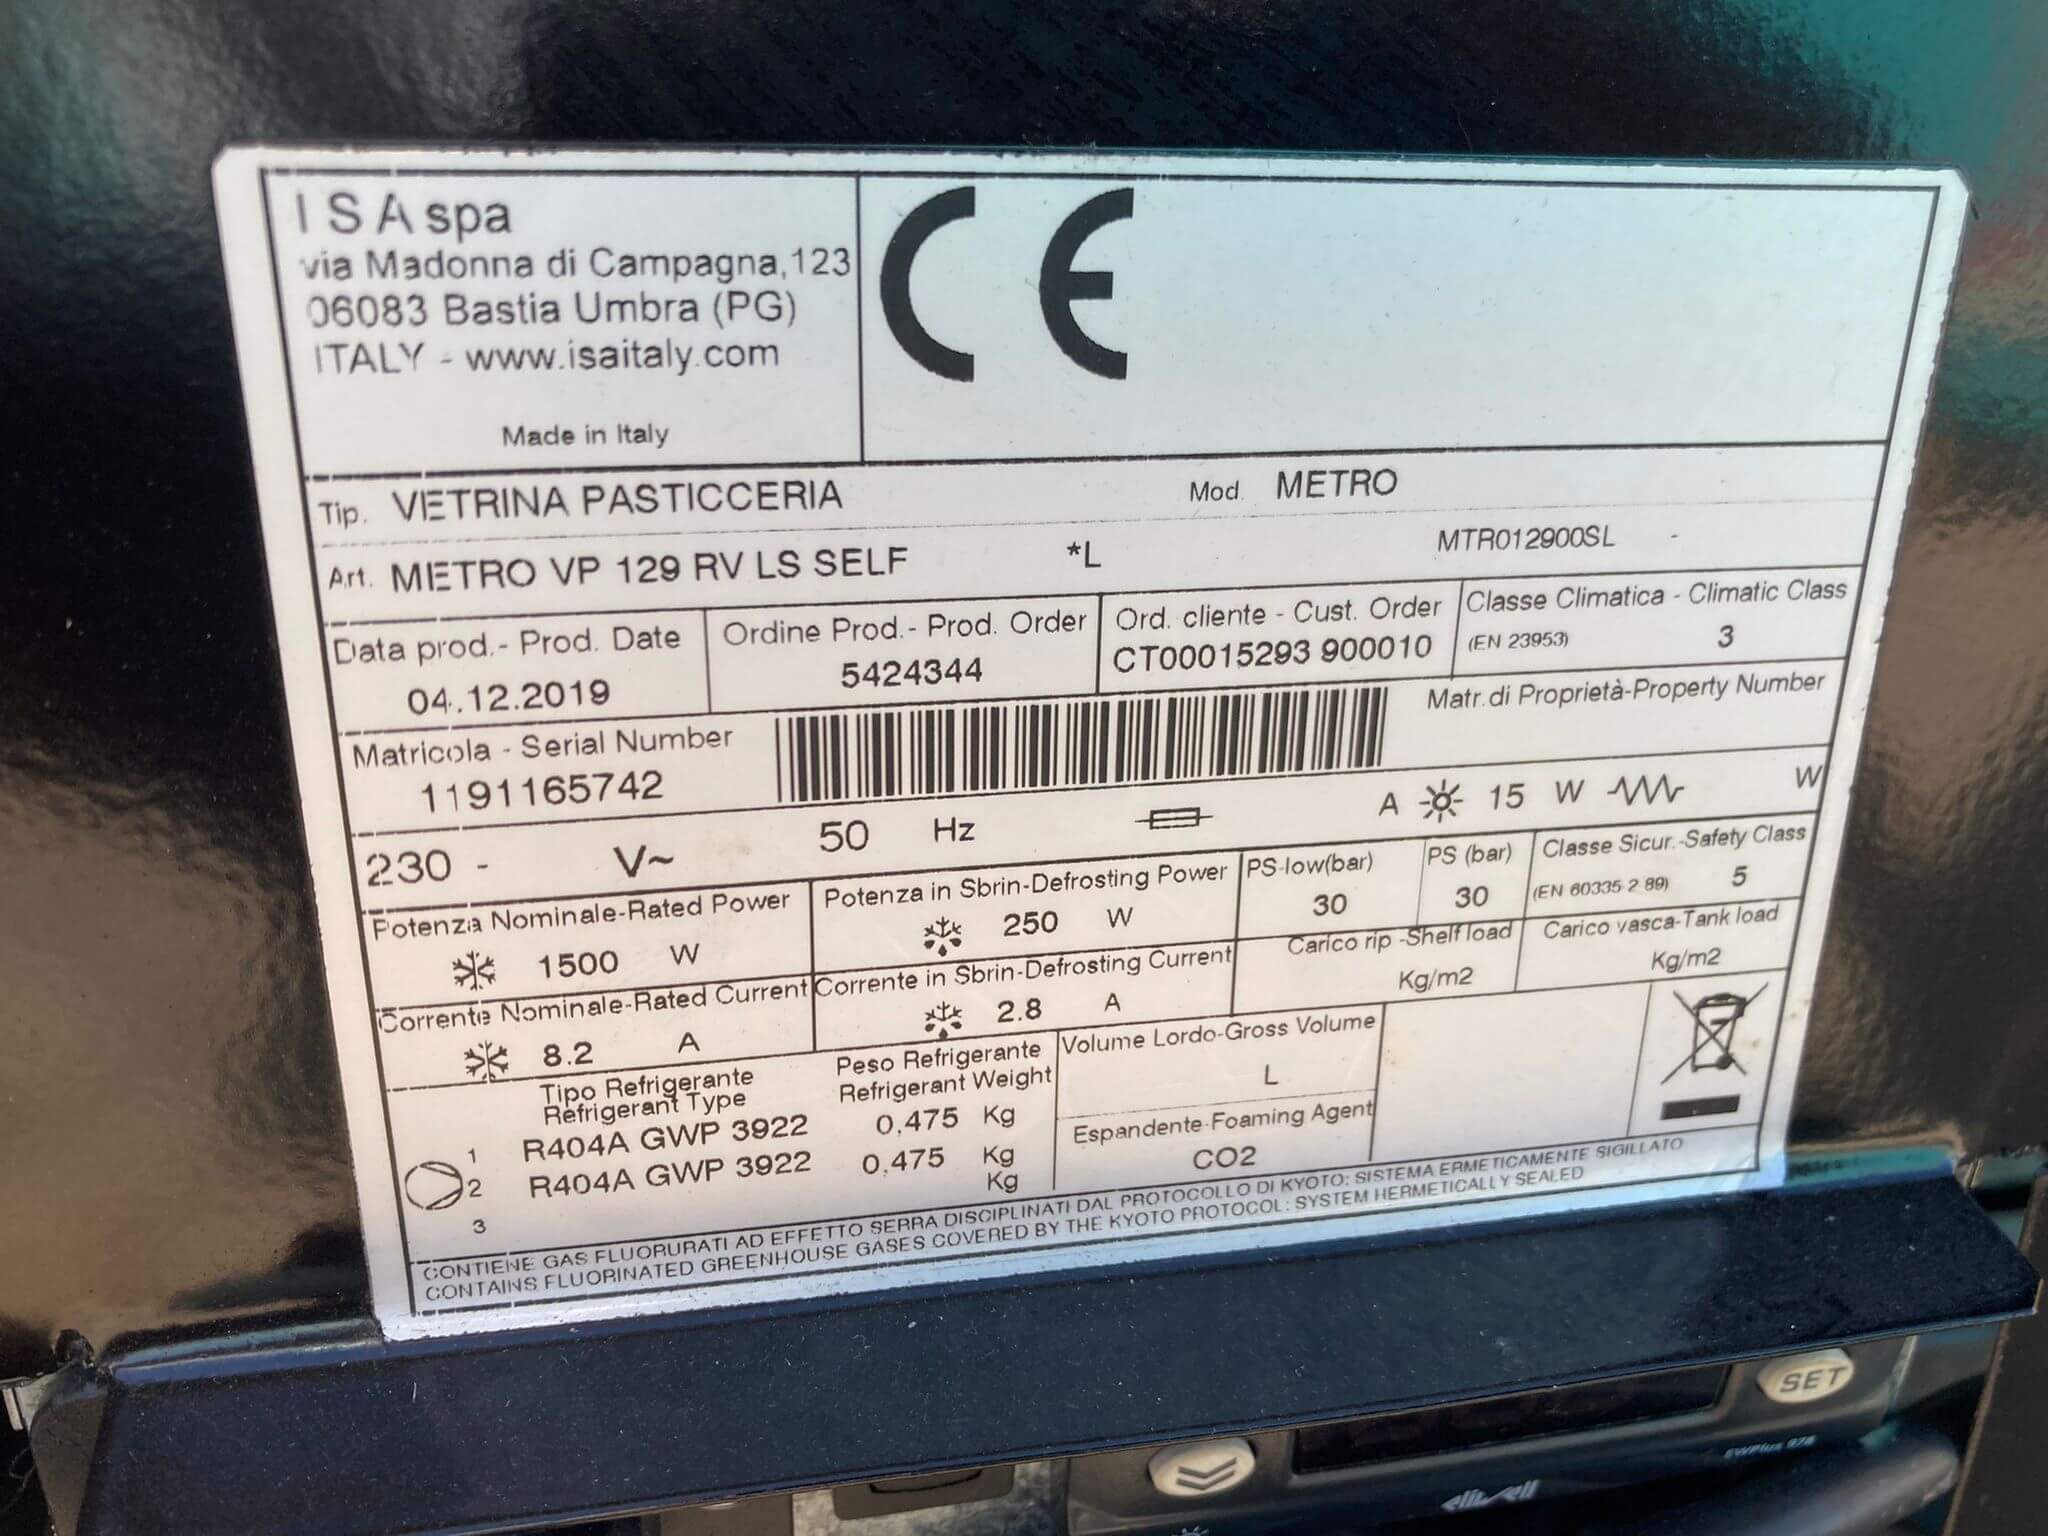 ISA spa
via Madonna di Campagna,123
06083 Bastia Umbra (PG)
ITALY - www.isaitaly.com
Made in Italy
CE
Tip. VETRINA PASTICCERIA Mod. METRO
Art. METRO VP 129 RV LS SELF *L MTR012900SL -
Data prod.- Prod. Date
04.12.2019
Ordine Prod.- Prod. Order
5424344
Ord. cliente - Cust. Order
CT00015293 900010
Classe Climatica - Climatic Class
(EN 23953) 3
Matricola - Serial Number
1191165742
Matr.di Proprietà-Property Number
230 - V~ 50 Hz A 15 W W
Potenza Nominale-Rated Power
1500 W
Potenza in Sbrin-Defrosting Power
250 W
PS-low(bar)
30
PS (bar)
30
Classe Sicur.-Safety Class
(EN 60335 2 89) 5
Corrente Nominale-Rated Current
8.2 A
Corrente in Sbrin-Defrosting Current
2.8 A
Carico rip -Shelf load
Kg/m2
Carico vasca-Tank load
Kg/m2
Tipo Refrigerante
Refrigerant Type
Peso Refrigerante
Refrigerant Weight
1 R404A GWP 3922 0,475 Kg
2 R404A GWP 3922 0,475 Kg
3 Kg
Volume Lordo-Gross Volume
L
Espandente-Foaming Agent
CO2
CONTIENE GAS FLUORURATI AD EFFETTO SERRA DISCIPLINATI DAL PROTOCOLLO DI KYOTO: SISTEMA ERMETICAMENTE SIGILLATO
CONTAINS FLUORINATED GREENHOUSE GASES COVERED BY THE KYOTO PROTOCOL: SYSTEM HERMETICALLY SEALED
SET
EWPlus 978
eliwell